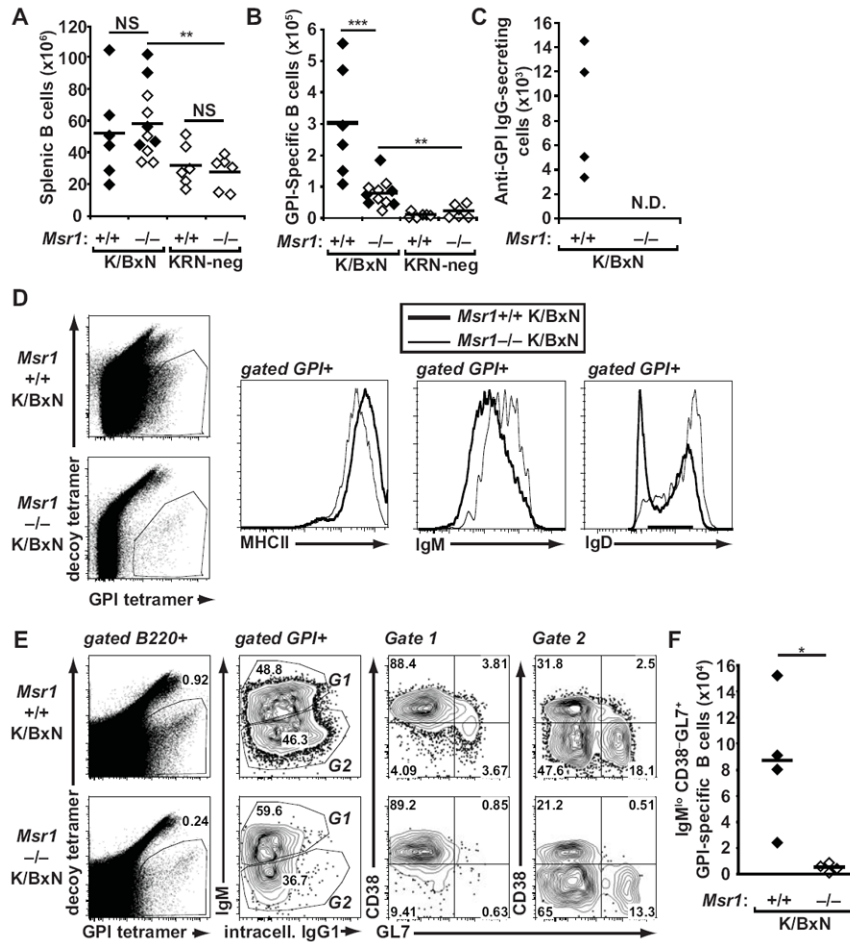 A
Splenic B cells (x10⁶)
120
100
80
60
40
20
0
NS
**
NS
Msr1: +/+ –/– +/+ –/–
K/BxN KRN-neg
B
GPI-Specific B cells (x10⁵)
6
5
4
3
2
1
0
***
**
Msr1: +/+ –/– +/+ –/–
K/BxN KRN-neg
C
Anti-GPI IgG-secreting
cells (x10³)
16
14
12
10
8
6
4
2
0
N.D.
Msr1: +/+ –/–
K/BxN
D
Msr1
+/+
K/BxN
Msr1
–/–
K/BxN
decoy tetramer
GPI tetramer
Msr1+/+ K/BxN
Msr1–/– K/BxN
gated GPI+
MHCII
gated GPI+
IgM
gated GPI+
IgD
E
gated B220+ gated GPI+ Gate 1 Gate 2
Msr1
+/+
K/BxN
0.92
48.8
G1
46.3
G2
88.4 3.81
4.09 3.67
31.8 2.5
47.6 18.1
Msr1
–/–
K/BxN
0.24
59.6
G1
36.7
G2
89.2 0.85
9.41 0.63
21.2 0.51
65 13.3
decoy tetramer
GPI tetramer
IgM
intracell. IgG1
CD38
GL7
CD38
F
IgMˡᵒ CD38⁻GL7⁺
GPI-specific B cells (x10⁴)
16
14
12
10
8
6
4
2
0
*
Msr1: +/+ –/–
K/BxN